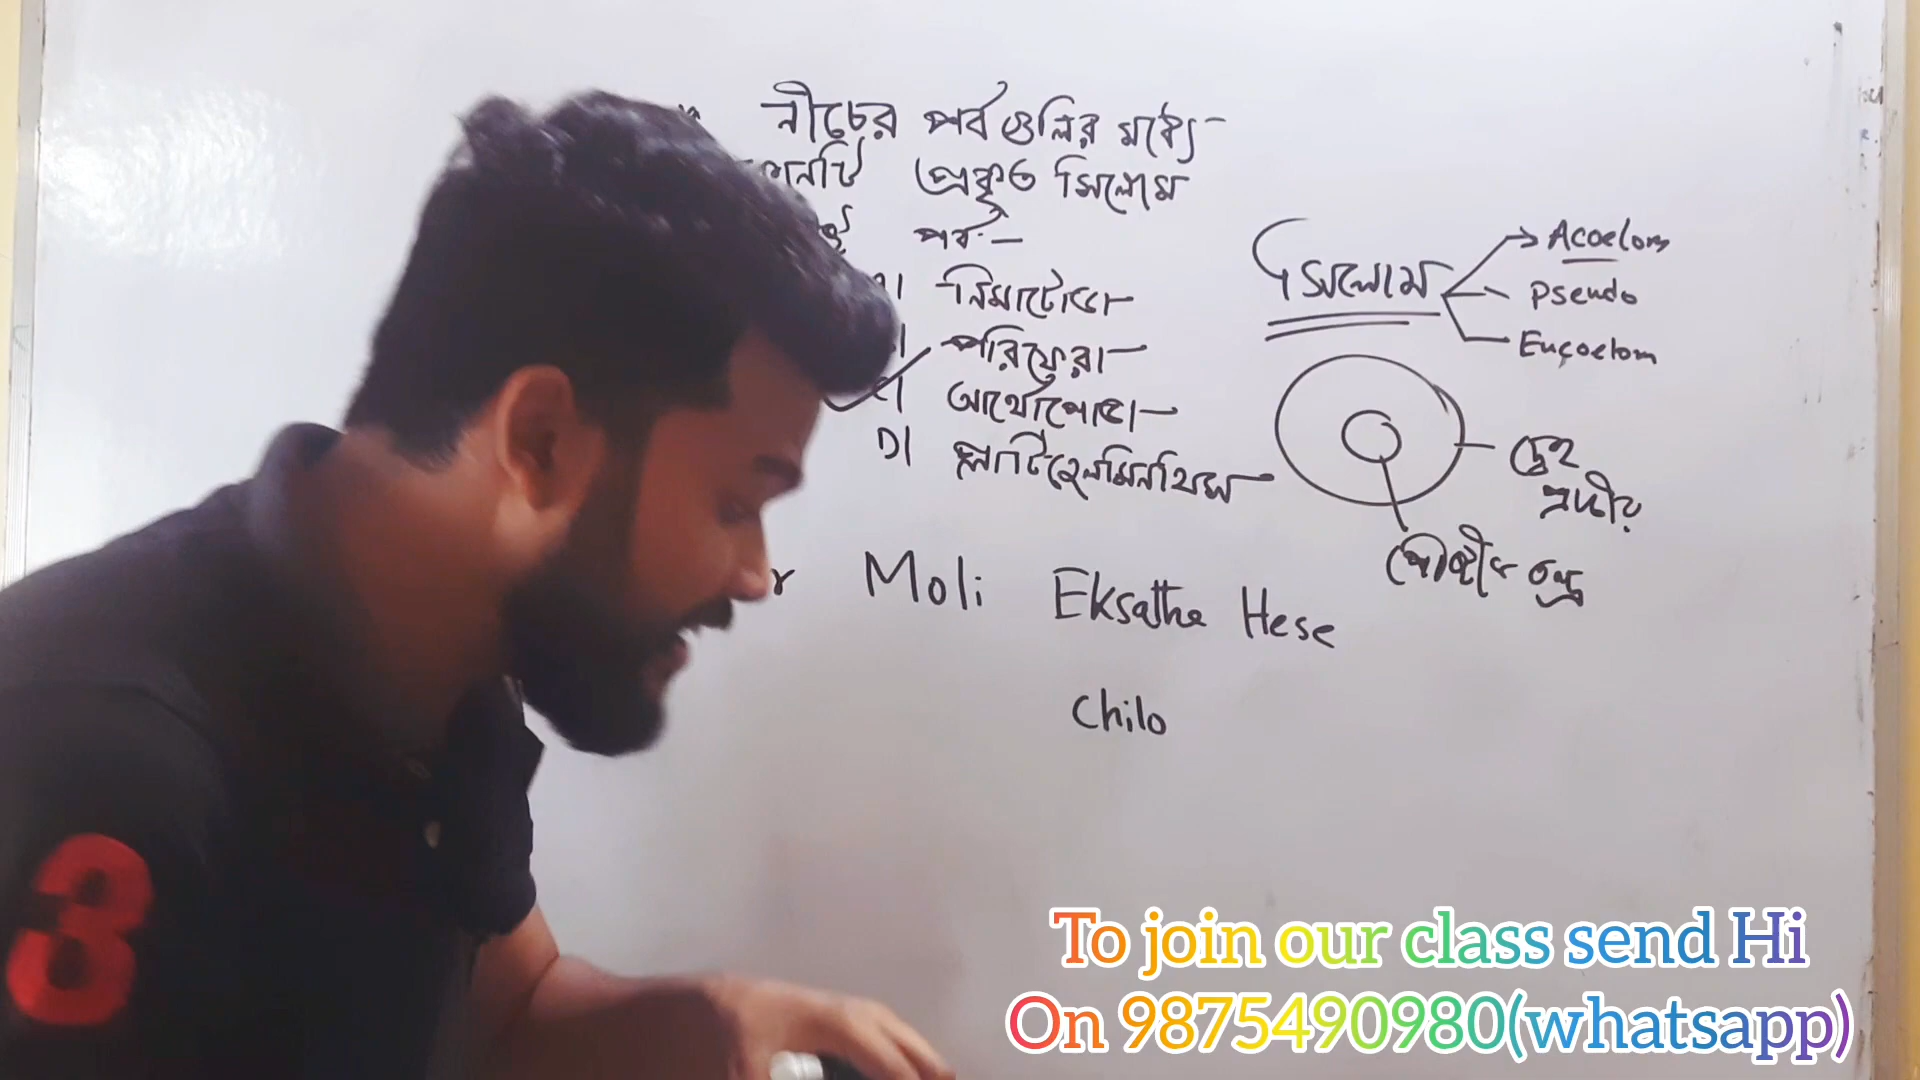 নীচের পর্ব গুলির মধ্যে
প্রকৃত সিলোম
পর্ব :—
নিমাটোডা
পরিফেরা
আর্থোপোডা
D| প্লাটিহেলমিনথিস
সিলোম
Acoelom
Pseudo
Eucoelom
দেহ
প্রাচীর
পৌষ্টিক তন্ত্র
r Moli Eksathe Hese
Chilo
To join our class send Hi
On 9875490980(whatsapp)